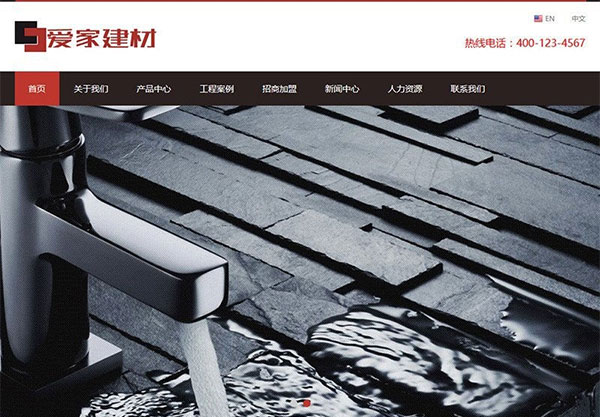 EN 中文
爱家建材
热线电话：400-123-4567
首页 关于我们 产品中心 工程案例 招商加盟 新闻中心 人力资源 联系我们